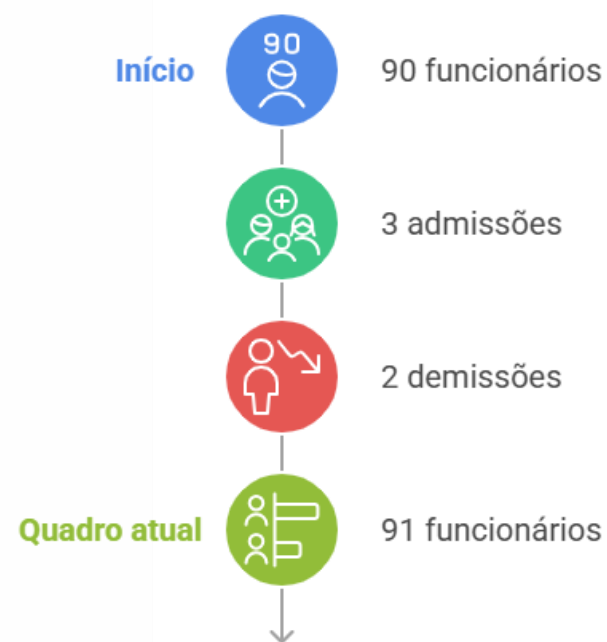 90
Início
90 funcionários
3 admissões
2 demissões
Quadro atual
91 funcionários